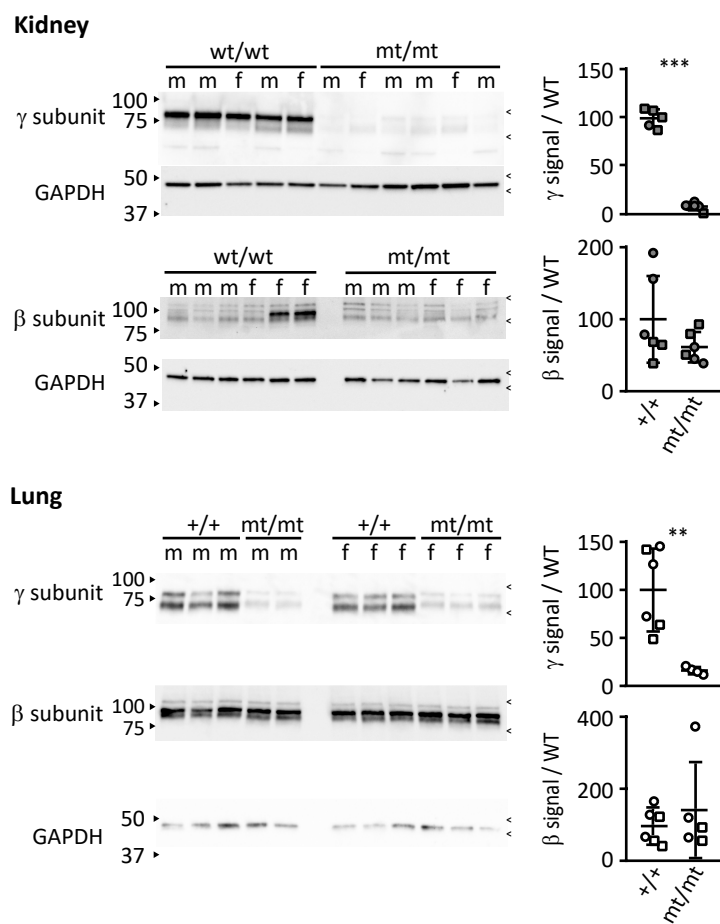 Kidney
wt/wt mt/mt
m m f m f m f m m f m
γ subunit
100
75
<
<
GAPDH
50
37
<
<
γ signal / WT
150
100
50
0
***
wt/wt mt/mt
m m m f f f m m m f f f
β subunit
100
75
<
<
GAPDH
50
37
<
<
β signal / WT
200
100
0
+/+
mt/mt
Lung
+/+ mt/mt +/+ mt/mt
m m m m m f f f f f f
γ subunit
100
75
<
<
β subunit
100
75
<
<
GAPDH
50
37
<
<
γ signal / WT
150
100
50
0
**
β signal / WT
400
200
0
+/+
mt/mt